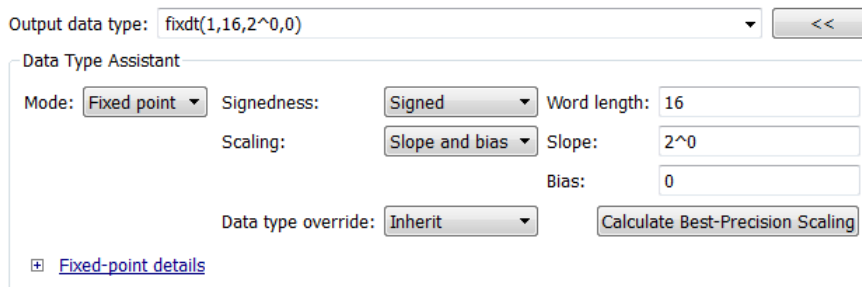 Output data type: fixdt(1,16,2^0,0) <<
Data Type Assistant
Mode: Fixed point Signedness: Signed Word length: 16
Scaling: Slope and bias Slope: 2^0
Bias: 0
Data type override: Inherit Calculate Best-Precision Scaling
Fixed-point details